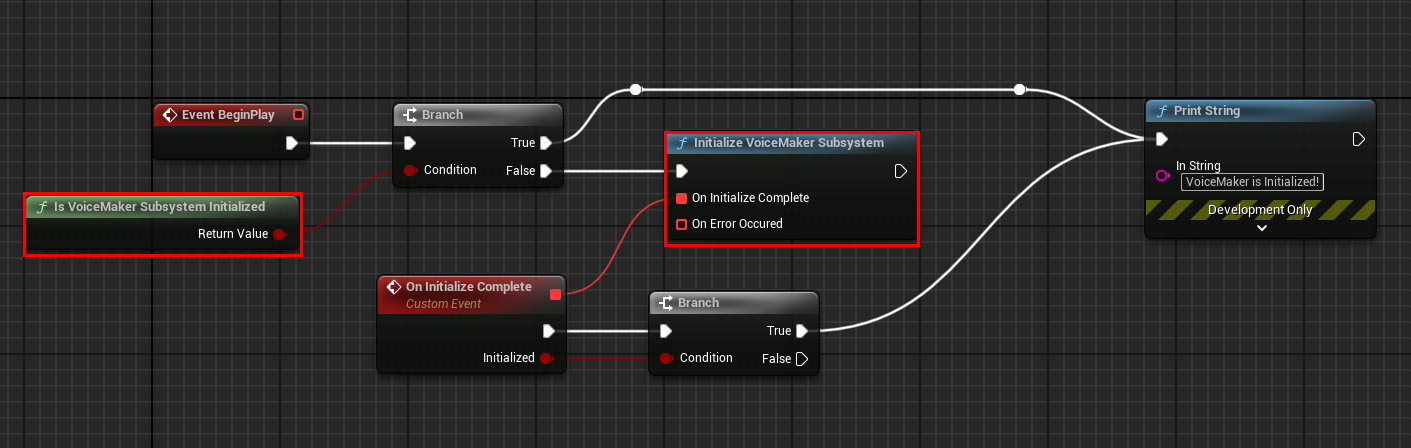 Event BeginPlay
Branch
True
Condition
False
Is VoiceMaker Subsystem Initialized
Return Value
Initialize VoiceMaker Subsystem
On Initialize Complete
On Error Occured
Print String
In String
VoiceMaker is Initialized!
Development Only
On Initialize Complete
Custom Event
Initialized
Branch
True
Condition
False